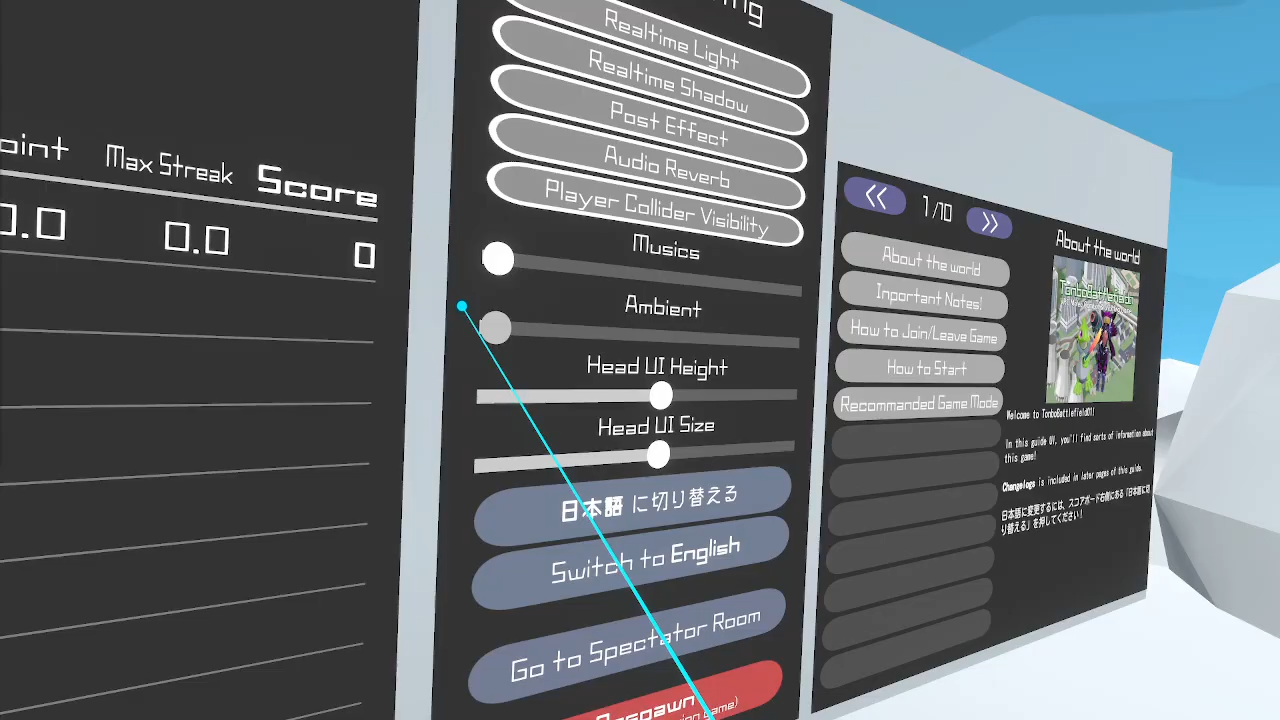 Max Streak
Score
0.0
0
Realtime Light
Realtime Shadow
Post Effect
Audio Reverb
Player Collider Visibility
Musics
Ambient
Head UI Height
Head UI Size
日本語 に切り替える
Switch to English
Go to Spectator Room
1/10
About the world
Inportant Notes!
How to Join/Leave Game
How to Start
Recommanded Game Mode
About the world
TonboBattlefield01
Welcome to TonboBattlefield01!
In this guide UI, you'll find sorts of information about
this game!
Changelogs is included in later pages of this guide.
日本語に変更するには、スコアボード右側にある「日本語に切
り替える」を押してください！